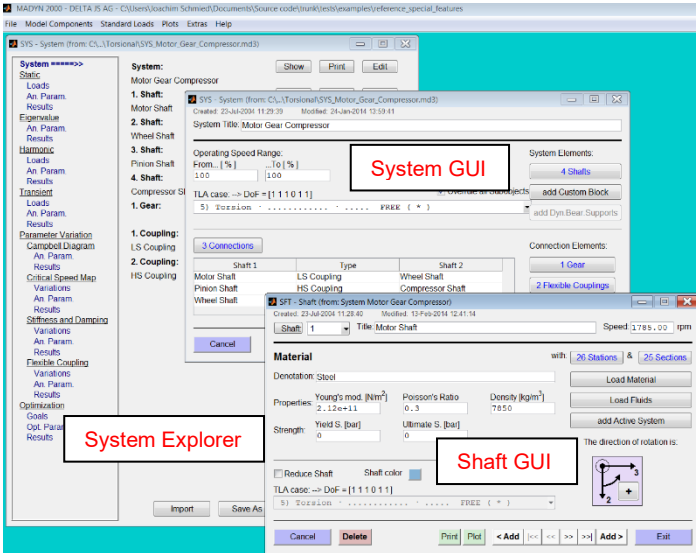 MADYN 2000 - DELTA JS AG - C:\Users\Joachim Schmied\Documents\Source code\trunk\tests\examples\reference_special_features
File Model Components Standard Loads Plots Extras Help
SYS - System (from: C:\..\Torsional\SYS_Motor_Gear_Compressor.md3)
System =====>>
Static
Loads
An. Param.
Results
Eigenvalue
An. Param.
Results
Harmonic
Loads
An. Param.
Results
Transient
Loads
An. Param.
Results
Parameter Variation
Campbell Diagram
An. Param.
Results
Critical Speed Map
Variations
An. Param.
Results
Stiffness and Damping
Variations
An. Param.
Results
Flexible Coupling
Variations
An. Param.
Results
Optimization
Goals
Opt. Param
Results
System: Show Print Edit
Motor Gear Compressor
1. Shaft:
Motor Shaft
2. Shaft:
Wheel Shaft
3. Shaft:
Pinion Shaft
4. Shaft:
Compressor S
1. Gear:
1. Coupling:
LS Coupling
2. Coupling:
HS Coupling
Import Save As
System Explorer
SYS - System (from: C:\..\Torsional\SYS_Motor_Gear_Compressor.md3)
Created: 23-Jul-2004 11:29:39 Modified: 24-Jan-2014 13:59:41
System Title: Motor Gear Compressor
Operating Speed Range:
From... [ % ] ...To [ % ]
100 100
System GUI
System Elements:
4 Shafts
TLA case: --> DoF = [1 1 1 0 1 1] Override all Subobjects
add Custom Block
5) Torsion · ............ · ..... FREE ( * )
add Dyn.Bear.Supports
3 Connections
Connection Elements:
Shaft 1 Type Shaft 2
Motor Shaft LS Coupling Wheel Shaft
Pinion Shaft HS Coupling Compressor Shaft
Wheel Shaft
1 Gear
2 Flexible Couplings
Cancel
SFT - Shaft (from: System Motor Gear Compressor)
Created: 23-Jul-2004 11.28.40 Modified: 13-Feb-2014 12.41.14
Shaft 1 Title: Motor Shaft Speed: 1785.00 rpm
Material with 26 Stations & 25 Sections
Denotation: Steel Load Material
Properties: Young's mod. [N/m²] Poisson's Ratio Density [kg/m³]
2.12e+11 0.3 7850
Load Fluids
Strength: Yield S. [bar] Ultimate S. [bar]
0 0
add Active System
Shaft GUI
The direction of rotation is:
3
2
+
Reduce Shaft Shaft color
TLA case: --> DoF = [1 1 1 0 1 1]
5) Torsion · ............ · ..... FREE ( * )
Cancel Delete Print Plot < Add |<< << >> >>| Add > Exit